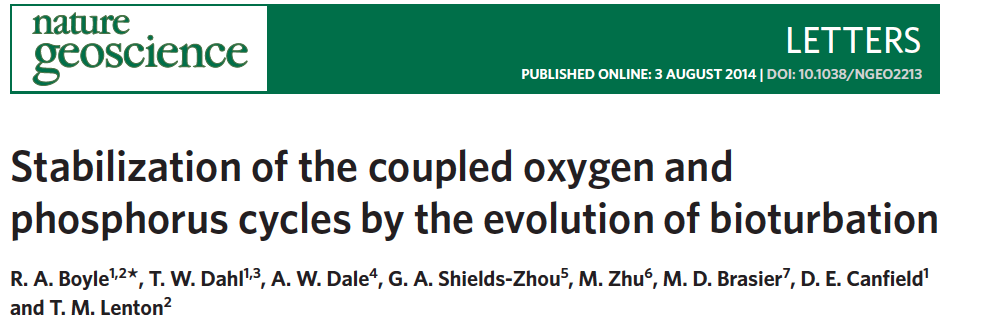 nature
geoscience
LETTERS
PUBLISHED ONLINE: 3 AUGUST 2014 | DOI: 10.1038/NGEO2213
Stabilization of the coupled oxygen and
phosphorus cycles by the evolution of bioturbation
R. A. Boyle1,2★, T. W. Dahl1,3, A. W. Dale4, G. A. Shields-Zhou5, M. Zhu6, M. D. Brasier7, D. E. Canfield1
and T. M. Lenton2